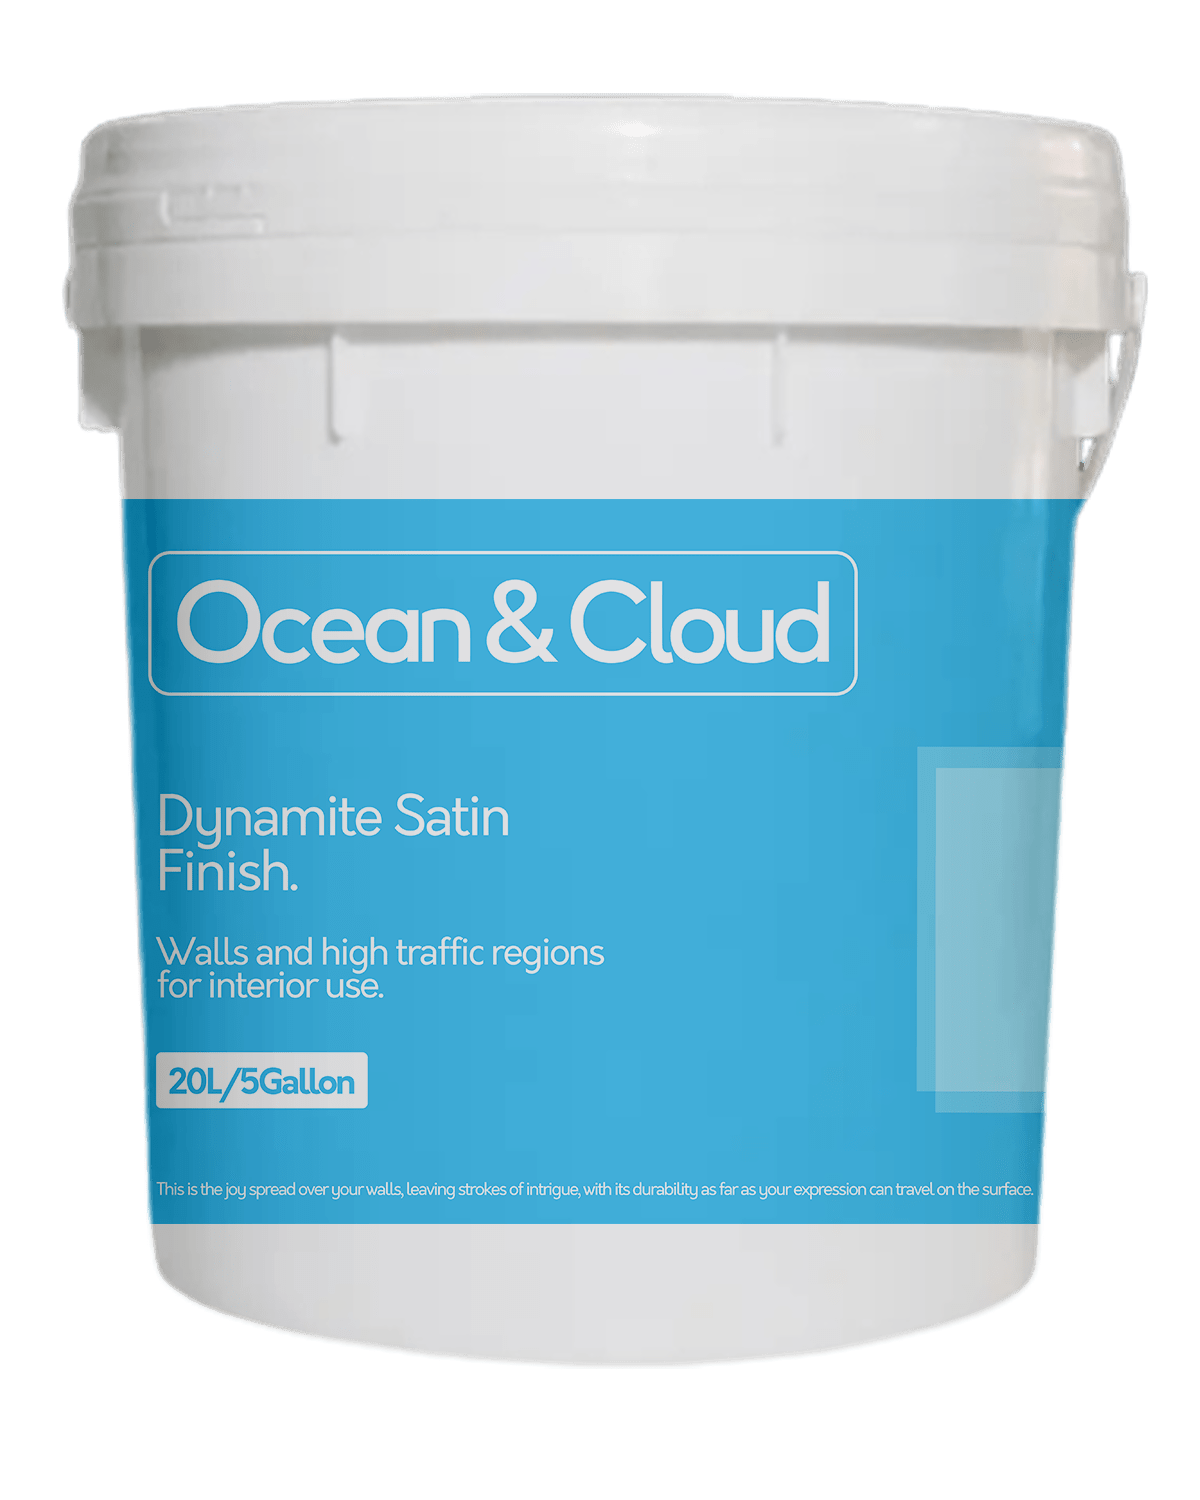 Ocean & Cloud
Dynamite Satin
Finish.
Walls and high traffic regions
for interior use.
20L/5Gallon
This is the joy spread over your walls, leaving strokes of intrigue, with its durability as far as your expression can travel on the surface.